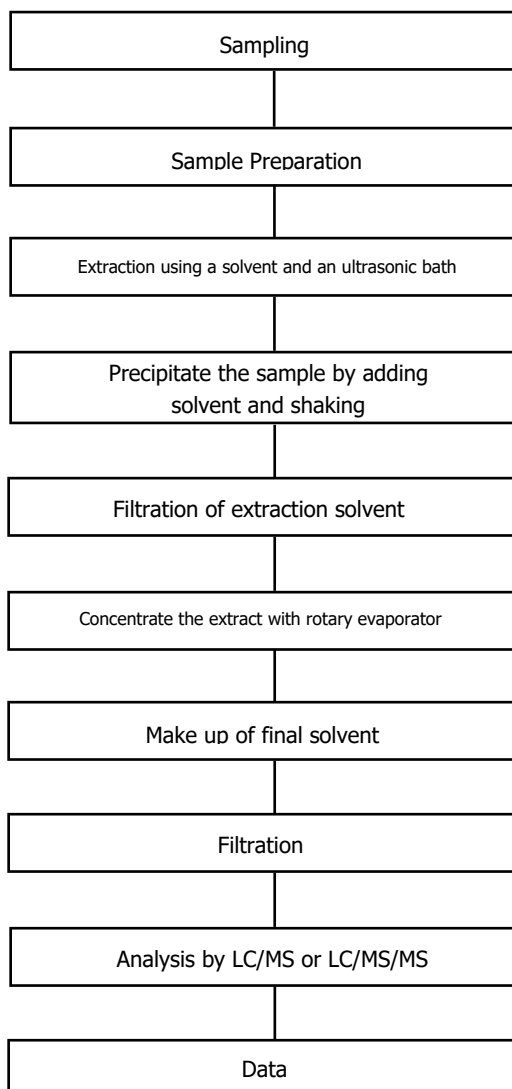 Sampling
Sample Preparation
Extraction using a solvent and an ultrasonic bath
Precipitate the sample by adding
solvent and shaking
Filtration of extraction solvent
Concentrate the extract with rotary evaporator
Make up of final solvent
Filtration
Analysis by LC/MS or LC/MS/MS
Data